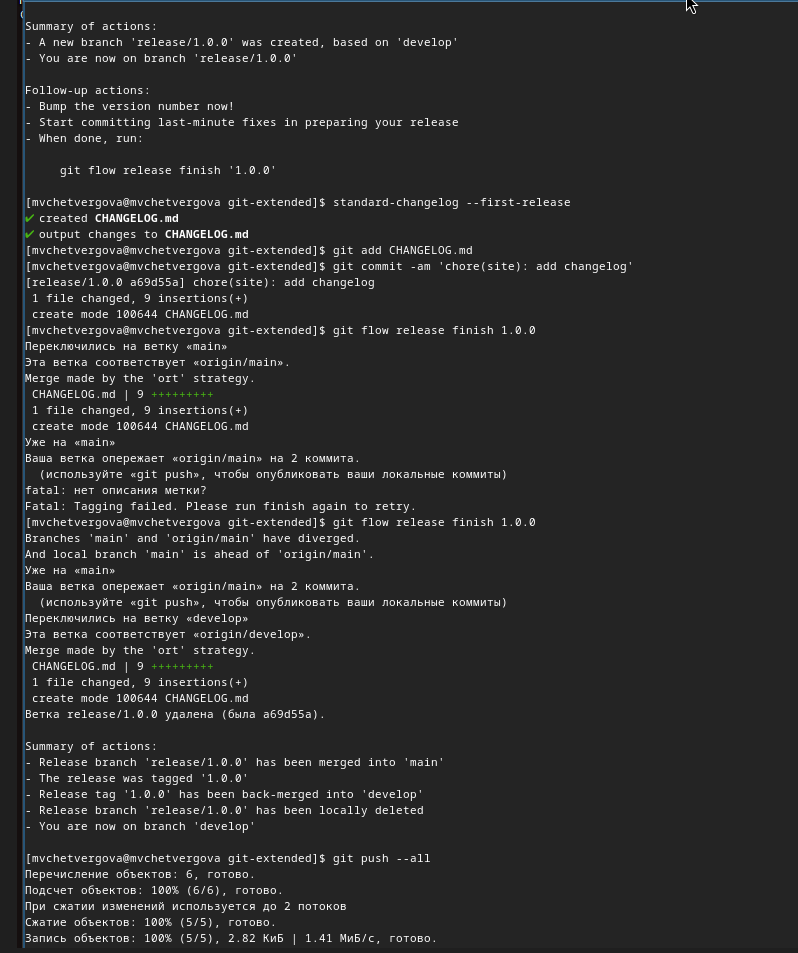 Summary of actions:
- A new branch 'release/1.0.0' was created, based on 'develop'
- You are now on branch 'release/1.0.0'
Follow-up actions:
- Bump the version number now!
- Start committing last-minute fixes in preparing your release
- When done, run:
git flow release finish '1.0.0'
[mvchetvergova@mvchetvergova git-extended]$ standard-changelog --first-release
✔ created CHANGELOG.md
✔ output changes to CHANGELOG.md
[mvchetvergova@mvchetvergova git-extended]$ git add CHANGELOG.md
[mvchetvergova@mvchetvergova git-extended]$ git commit -am 'chore(site): add changelog'
[release/1.0.0 a69d55a] chore(site): add changelog
1 file changed, 9 insertions(+)
create mode 100644 CHANGELOG.md
[mvchetvergova@mvchetvergova git-extended]$ git flow release finish 1.0.0
Переключились на ветку «main»
Эта ветка соответствует «origin/main».
Merge made by the 'ort' strategy.
CHANGELOG.md | 9 +++++++++
1 file changed, 9 insertions(+)
create mode 100644 CHANGELOG.md
Уже на «main»
Ваша ветка опережает «origin/main» на 2 коммита.
(используйте «git push», чтобы опубликовать ваши локальные коммиты)
fatal: нет описания метки?
Fatal: Tagging failed. Please run finish again to retry.
[mvchetvergova@mvchetvergova git-extended]$ git flow release finish 1.0.0
Branches 'main' and 'origin/main' have diverged.
And local branch 'main' is ahead of 'origin/main'.
Уже на «main»
Ваша ветка опережает «origin/main» на 2 коммита.
(используйте «git push», чтобы опубликовать ваши локальные коммиты)
Переключились на ветку «develop»
Эта ветка соответствует «origin/develop».
Merge made by the 'ort' strategy.
CHANGELOG.md | 9 +++++++++
1 file changed, 9 insertions(+)
create mode 100644 CHANGELOG.md
Ветка release/1.0.0 удалена (была a69d55a).
Summary of actions:
- Release branch 'release/1.0.0' has been merged into 'main'
- The release was tagged '1.0.0'
- Release tag '1.0.0' has been back-merged into 'develop'
- Release branch 'release/1.0.0' has been locally deleted
- You are now on branch 'develop'
[mvchetvergova@mvchetvergova git-extended]$ git push --all
Перечисление объектов: 6, готово.
Подсчет объектов: 100% (6/6), готово.
При сжатии изменений используется до 2 потоков
Сжатие объектов: 100% (5/5), готово.
Запись объектов: 100% (5/5), 2.82 КиБ | 1.41 МиБ/с, готово.